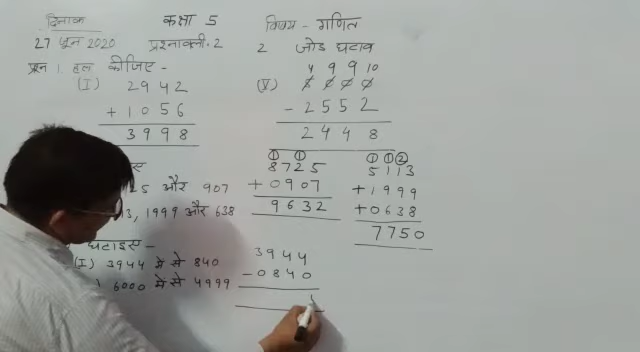 दिनांक कक्षा 5 विषय - गणित
27 जून 2020 प्रश्नावली.2 2 जोड़ घटाव
प्रश्न 1. हल कीजिए -
(I) 2942
+ 1056
3998
(V) 4 9 9 10
- 2552
2448
25 और 907
3, 1999 और 638
① ①
8725
+ 0907
9632
① ① ②
5113
+ 1999
+ 0638
7750
घटाइए -
(I) 3944 में से 840
6000 में से 4999
3944
- 0840